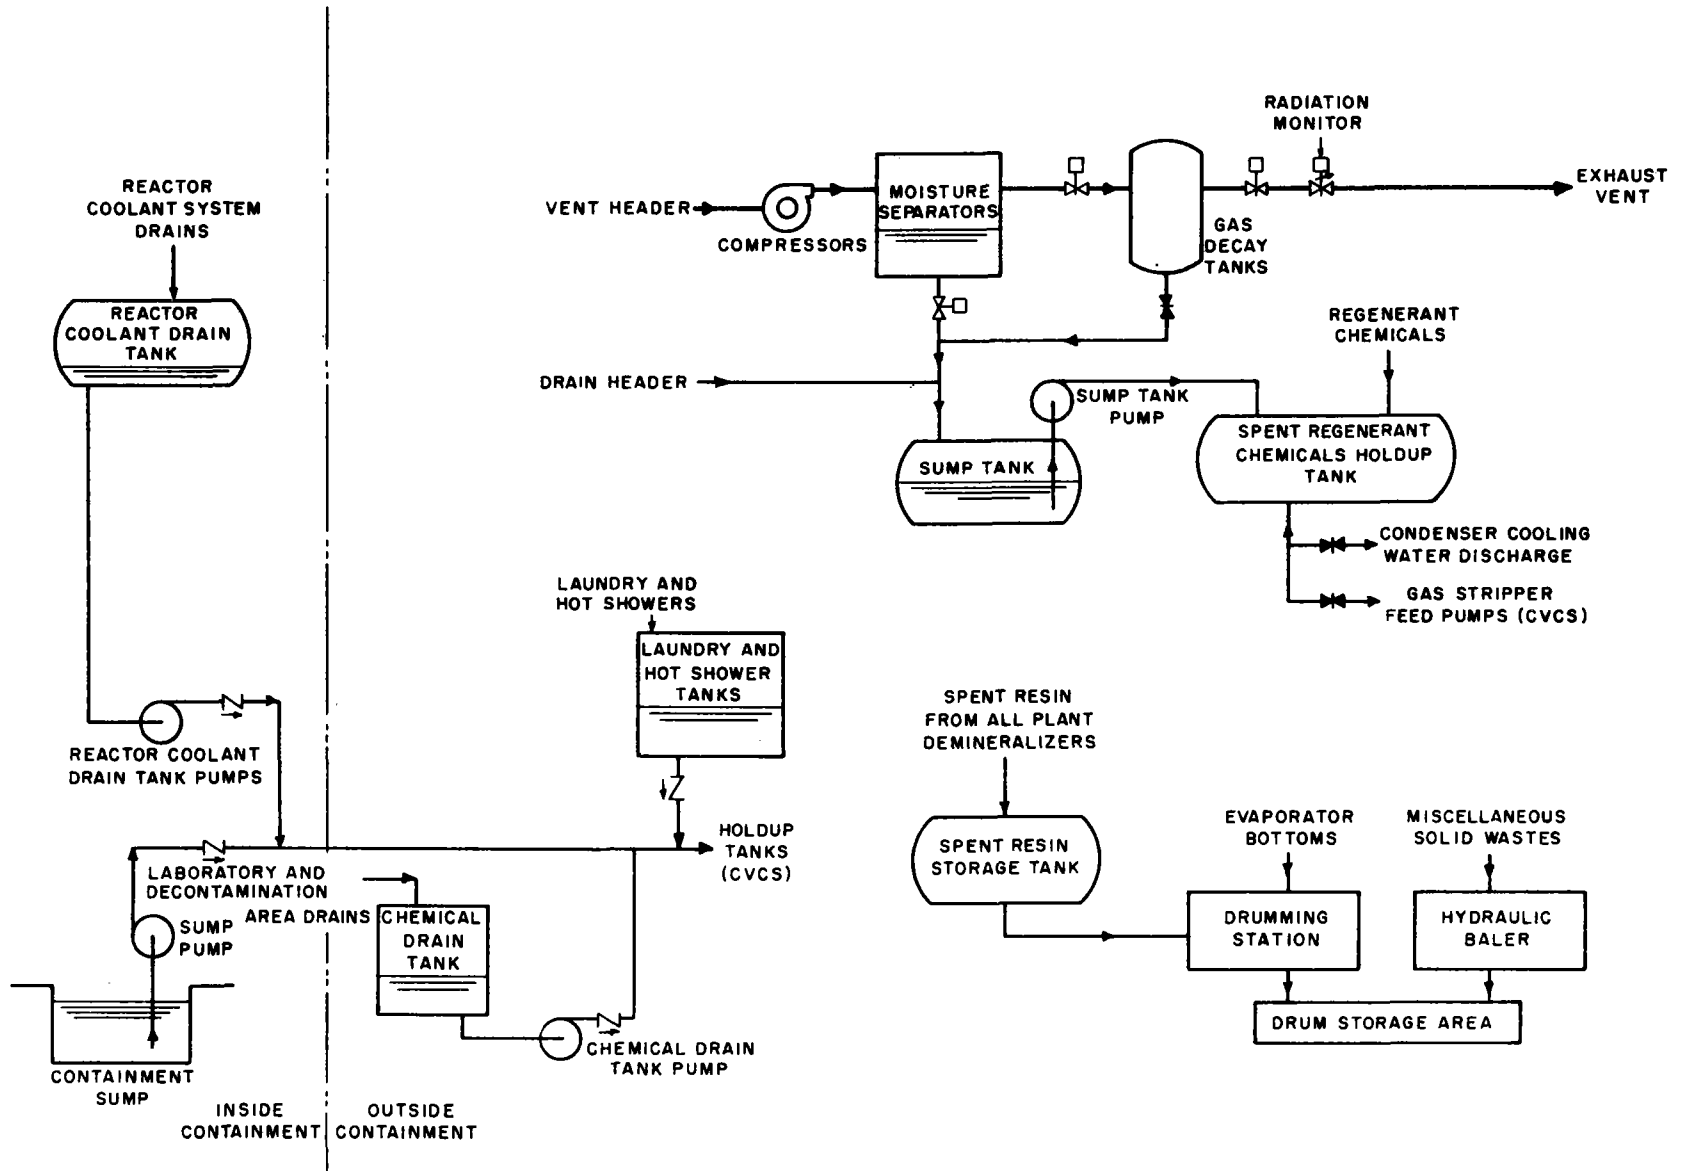 REACTOR
COOLANT SYSTEM
DRAINS
REACTOR
COOLANT DRAIN
TANK
REACTOR COOLANT
DRAIN TANK PUMPS
LABORATORY AND
DECONTAMINATION
AREA DRAINS
SUMP
PUMP
CONTAINMENT
SUMP
INSIDE
CONTAINMENT
OUTSIDE
CONTAINMENT
CHEMICAL
DRAIN
TANK
CHEMICAL DRAIN
TANK PUMP
LAUNDRY AND
HOT SHOWERS
LAUNDRY AND
HOT SHOWER
TANKS
HOLDUP
TANKS
(CVCS)
VENT HEADER
COMPRESSORS
MOISTURE
SEPARATORS
GAS
DECAY
TANKS
RADIATION
MONITOR
EXHAUST
VENT
DRAIN HEADER
SUMP TANK
PUMP
SUMP TANK
REGENERANT
CHEMICALS
SPENT REGENERANT
CHEMICALS HOLDUP
TANK
CONDENSER COOLING
WATER DISCHARGE
GAS STRIPPER
FEED PUMPS (CVCS)
SPENT RESIN
FROM ALL PLANT
DEMINERALIZERS
SPENT RESIN
STORAGE TANK
EVAPORATOR
BOTTOMS
MISCELLANEOUS
SOLID WASTES
DRUMMING
STATION
HYDRAULIC
BALER
DRUM STORAGE AREA